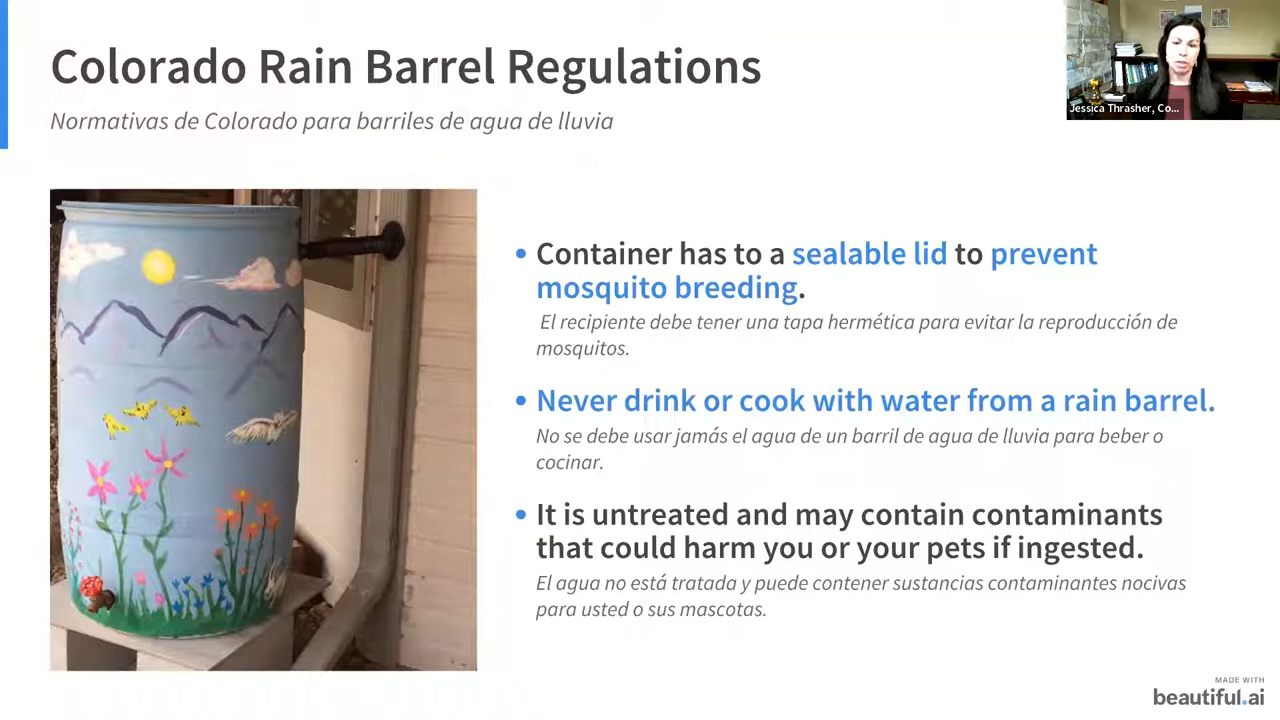 Colorado Rain Barrel Regulations
Normativas de Colorado para barriles de agua de lluvia
Jessica Thrasher, Co...
• Container has to a sealable lid to prevent
mosquito breeding.
El recipiente debe tener una tapa hermética para evitar la reproducción de
mosquitos.
• Never drink or cook with water from a rain barrel.
No se debe usar jamás el agua de un barril de agua de lluvia para beber o
cocinar.
• It is untreated and may contain contaminants
that could harm you or your pets if ingested.
El agua no está tratada y puede contener sustancias contaminantes nocivas
para usted o sus mascotas.
MADE WITH
beautiful.ai